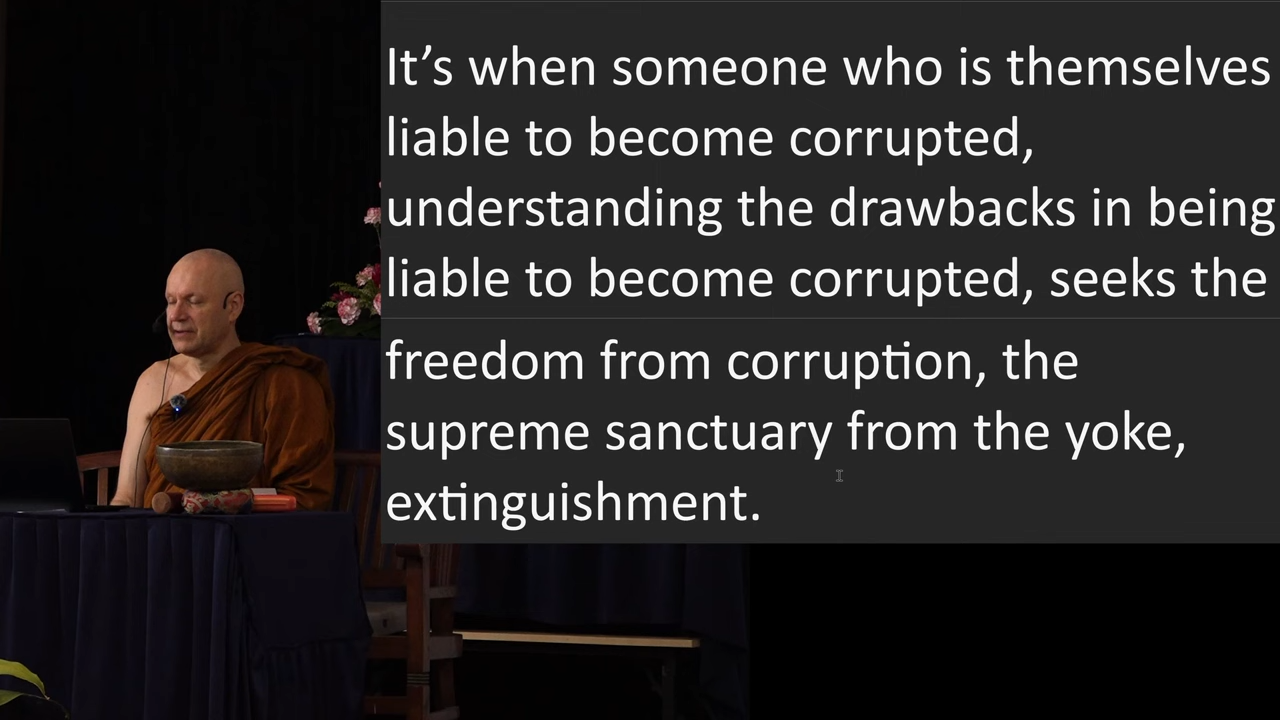 It’s when someone who is themselves
liable to become corrupted,
understanding the drawbacks in being
liable to become corrupted, seeks the
freedom from corruption, the
supreme sanctuary from the yoke,
extinguishment.